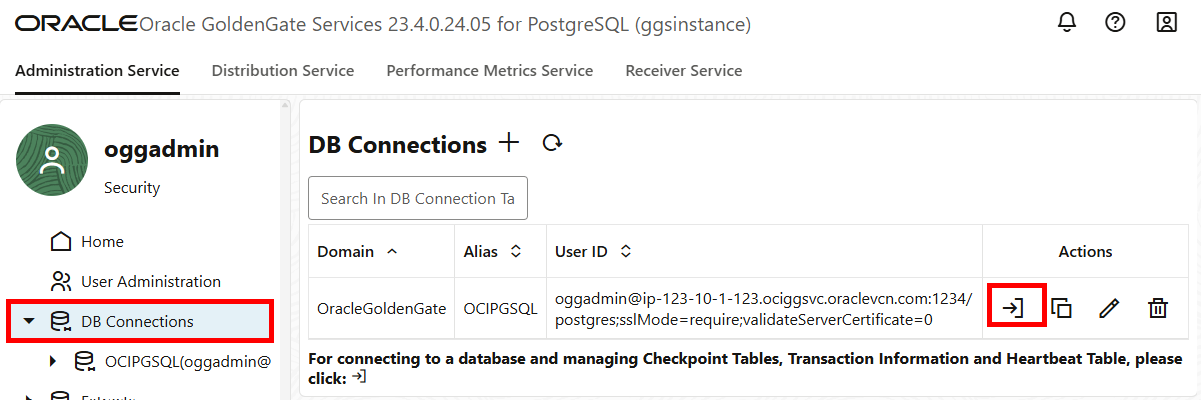 ORACLE GoldenGate Services 23.4.0.24.05 for PostgreSQL (ggsinstance)
Administration Service Distribution Service Performance Metrics Service Receiver Service
oggadmin
Security
Home
User Administration
DB Connections
OCIPGSQL(oggadmin@
DB Connections
Search In DB Connection Ta
Domain Alias User ID Actions
OracleGoldenGate OCIPGSQL oggadmin@ip-123-10-1-123.ociggsvc.oraclevcn.com:1234/
postgres;sslMode=require;validateServerCertificate=0
For connecting to a database and managing Checkpoint Tables, Transaction Information and Heartbeat Table, please
click: